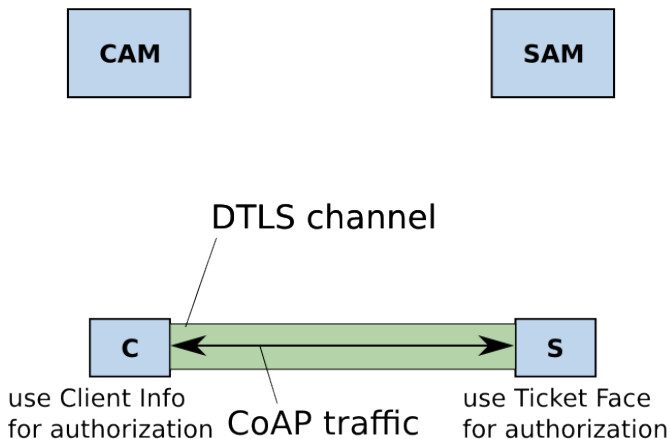 CAM
SAM
DTLS channel
C
S
use Client Info
for authorization
CoAP traffic
use Ticket Face
for authorization